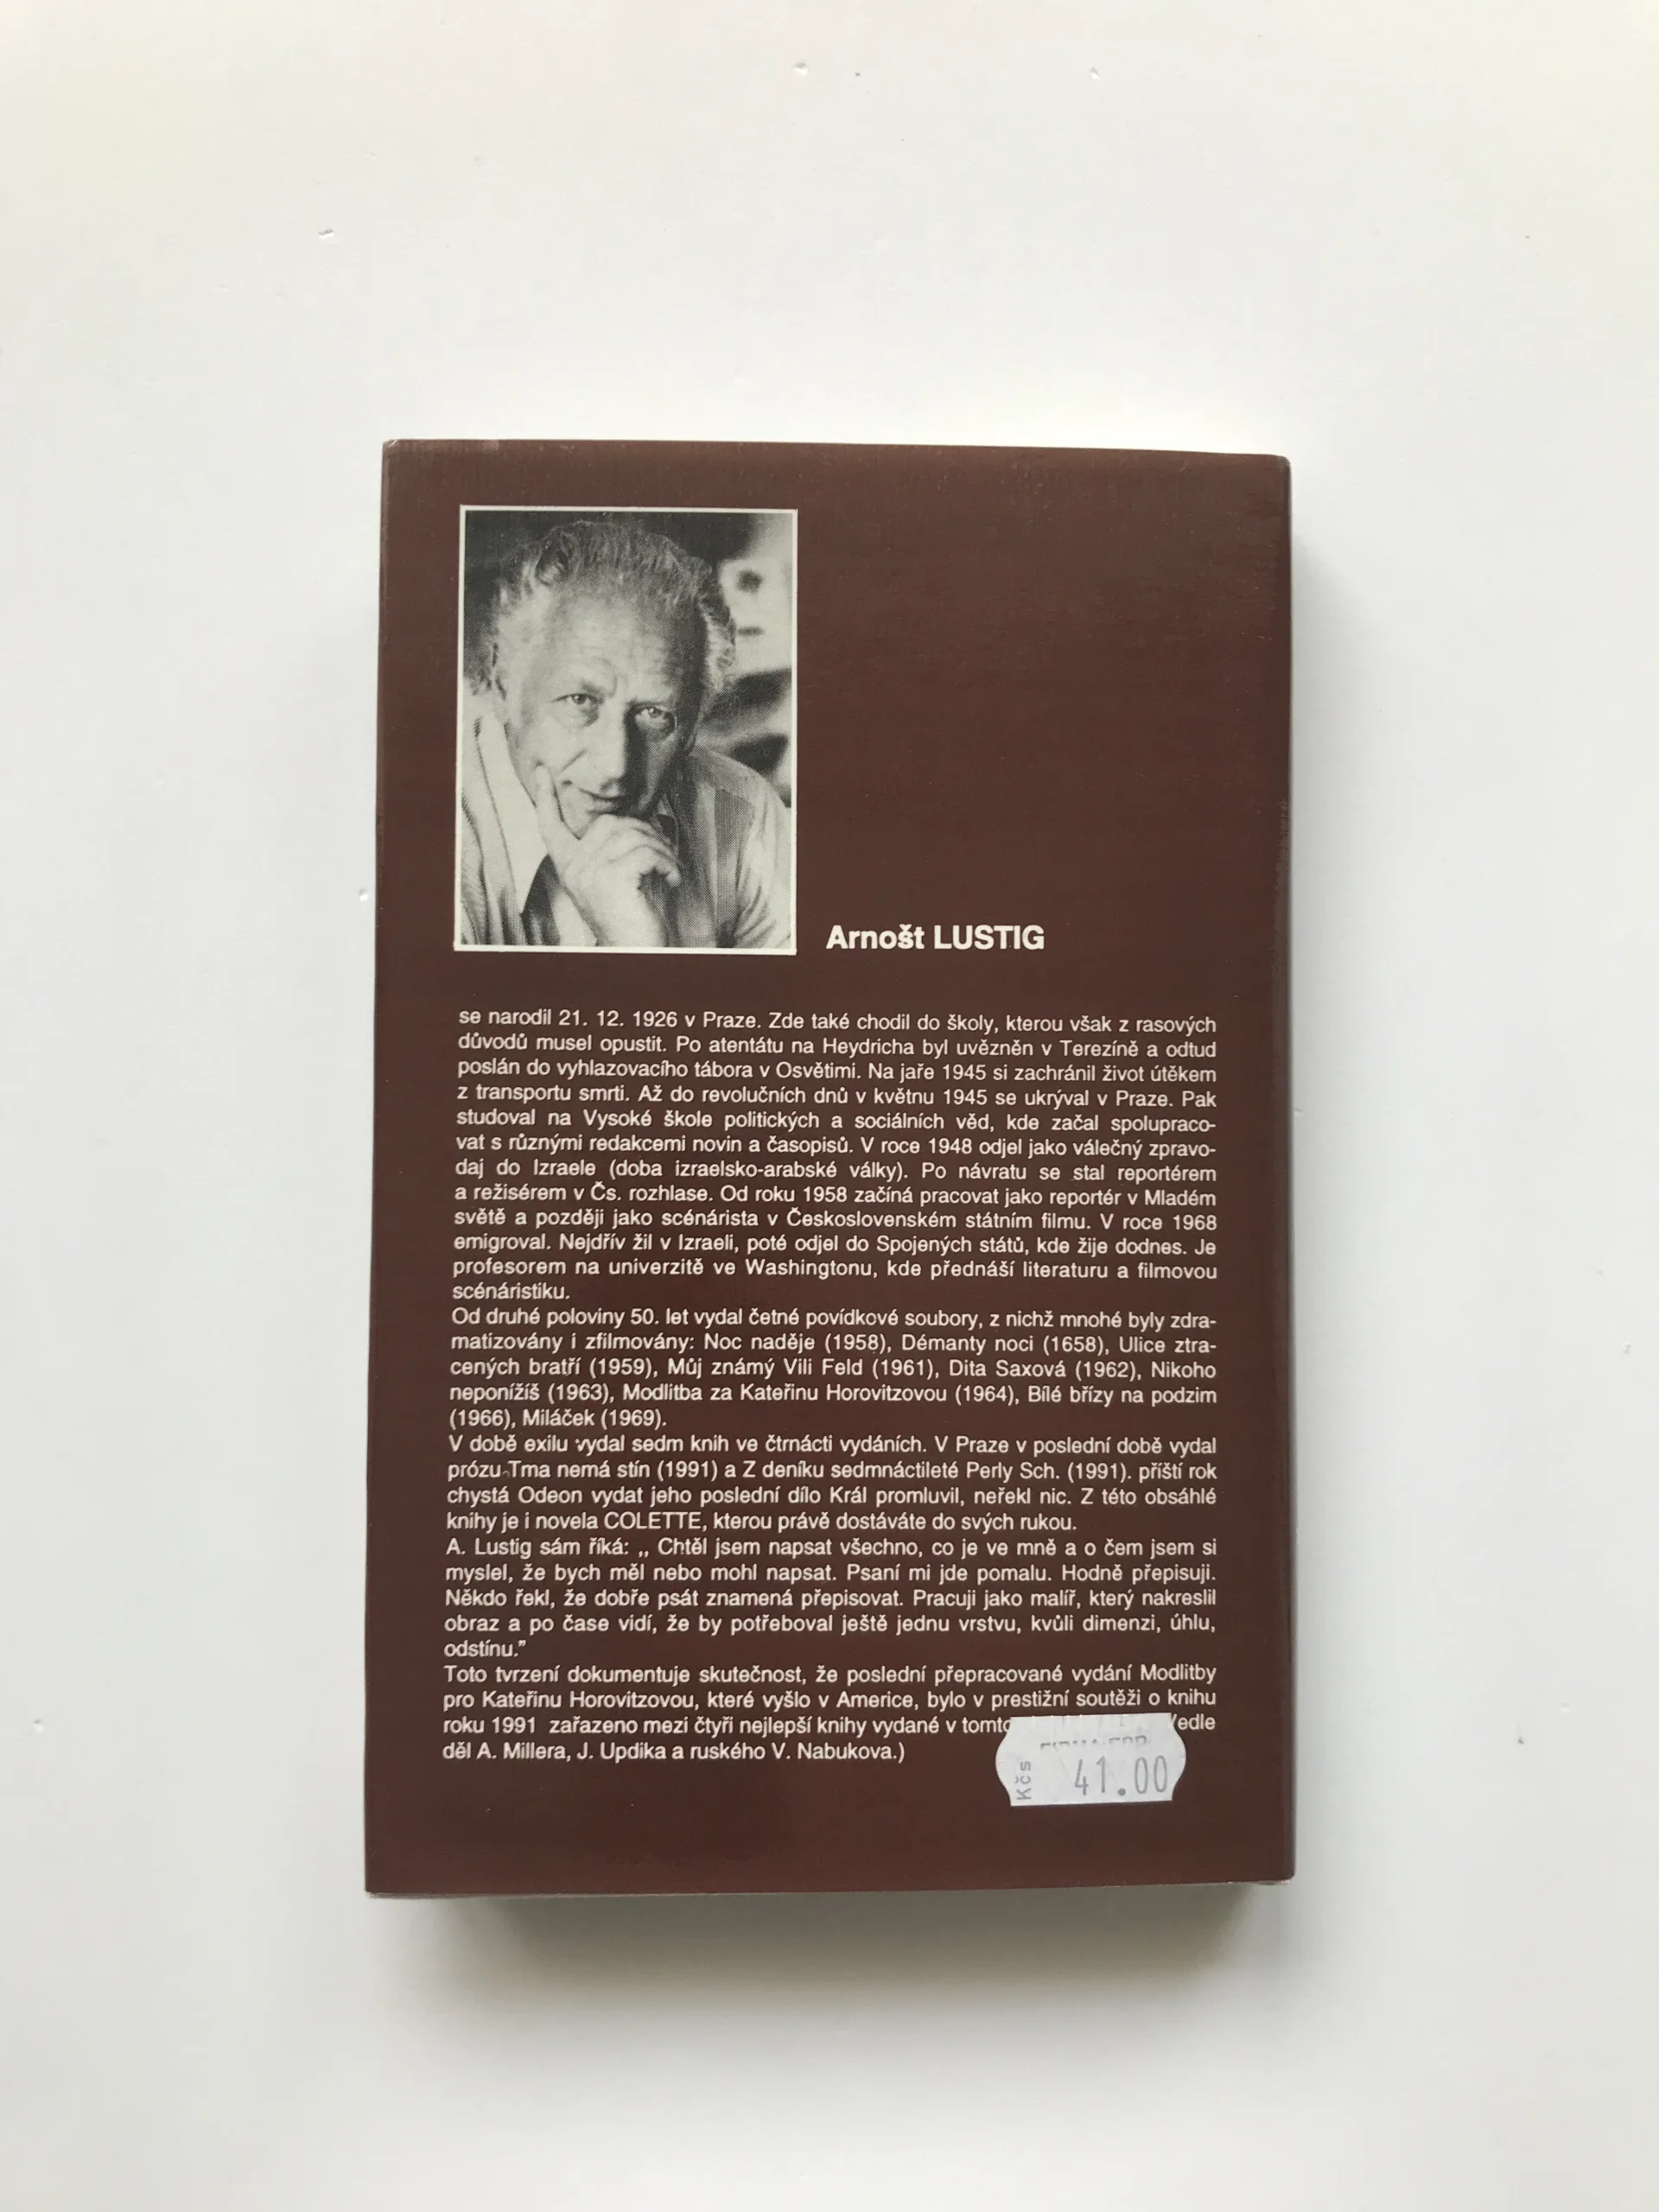 Arnošt LUSTIG
se narodil 21. 12. 1926 v Praze. Zde také chodil do školy, kterou však z rasových
důvodů musel opustit. Po atentátu na Heydricha byl uvězněn v Terezíně a odtud
poslán do vyhlazovacího tábora v Osvětimi. Na jaře 1945 si zachránil život útěkem
z transportu smrti. Až do revolučních dnů v květnu 1945 se ukrýval v Praze. Pak
studoval na Vysoké škole politických a sociálních věd, kde začal spolupraco-
vat s různými redakcemi novin a časopisů. V roce 1948 odjel jako válečný zpravo-
daj do Izraele (doba izraelsko-arabské války). Po návratu se stal reportérem
a režisérem v Čs. rozhlase. Od roku 1958 začíná pracovat jako reportér v Mladém
světě a později jako scénárista v Československém státním filmu. V roce 1968
emigroval. Nejdřív žil v Izraeli, poté odjel do Spojených států, kde žije dodnes. Je
profesorem na univerzitě ve Washingtonu, kde přednáší literaturu a filmovou
scénáristiku.
Od druhé poloviny 50. let vydal četné povídkové soubory, z nichž mnohé byly zdra-
matizovány i zfilmovány: Noc naděje (1958), Démanty noci (1658), Ulice ztra-
cených bratří (1959), Můj známý Vili Feld (1961), Dita Saxová (1962), Nikoho
neponížíš (1963), Modlitba za Kateřinu Horovitzovou (1964), Bílé břízy na podzim
(1966), Miláček (1969).
V době exilu vydal sedm knih ve čtrnácti vydáních. V Praze v poslední době vydal
prózu Tma nemá stín (1991) a Z deníku sedmnáctileté Perly Sch. (1991). příští rok
chystá Odeon vydat jeho poslední dílo Král promluvil, neřekl nic. Z této obsáhlé
knihy je i novela COLETTE, kterou právě dostáváte do svých rukou.
A. Lustig sám říká: „ Chtěl jsem napsat všechno, co je ve mně a o čem jsem si
myslel, že bych měl nebo mohl napsat. Psaní mi jde pomalu. Hodně přepisuji.
Někdo řekl, že dobře psát znamená přepisovat. Pracuji jako malíř, který nakreslil
obraz a po čase vidí, že by potřeboval ještě jednu vrstvu, kvůli dimenzi, úhlu,
odstínu."
Toto tvrzení dokumentuje skutečnost, že poslední přepracované vydání Modlitby
pro Kateřinu Horovitzovou, které vyšlo v Americe, bylo v prestižní soutěži o knihu
roku 1991 zařazeno mezi čtyři nejlepší knihy vydané v
děl A. Millera, J. Updika a ruského V. Nabukova.)
Kčs 41.00